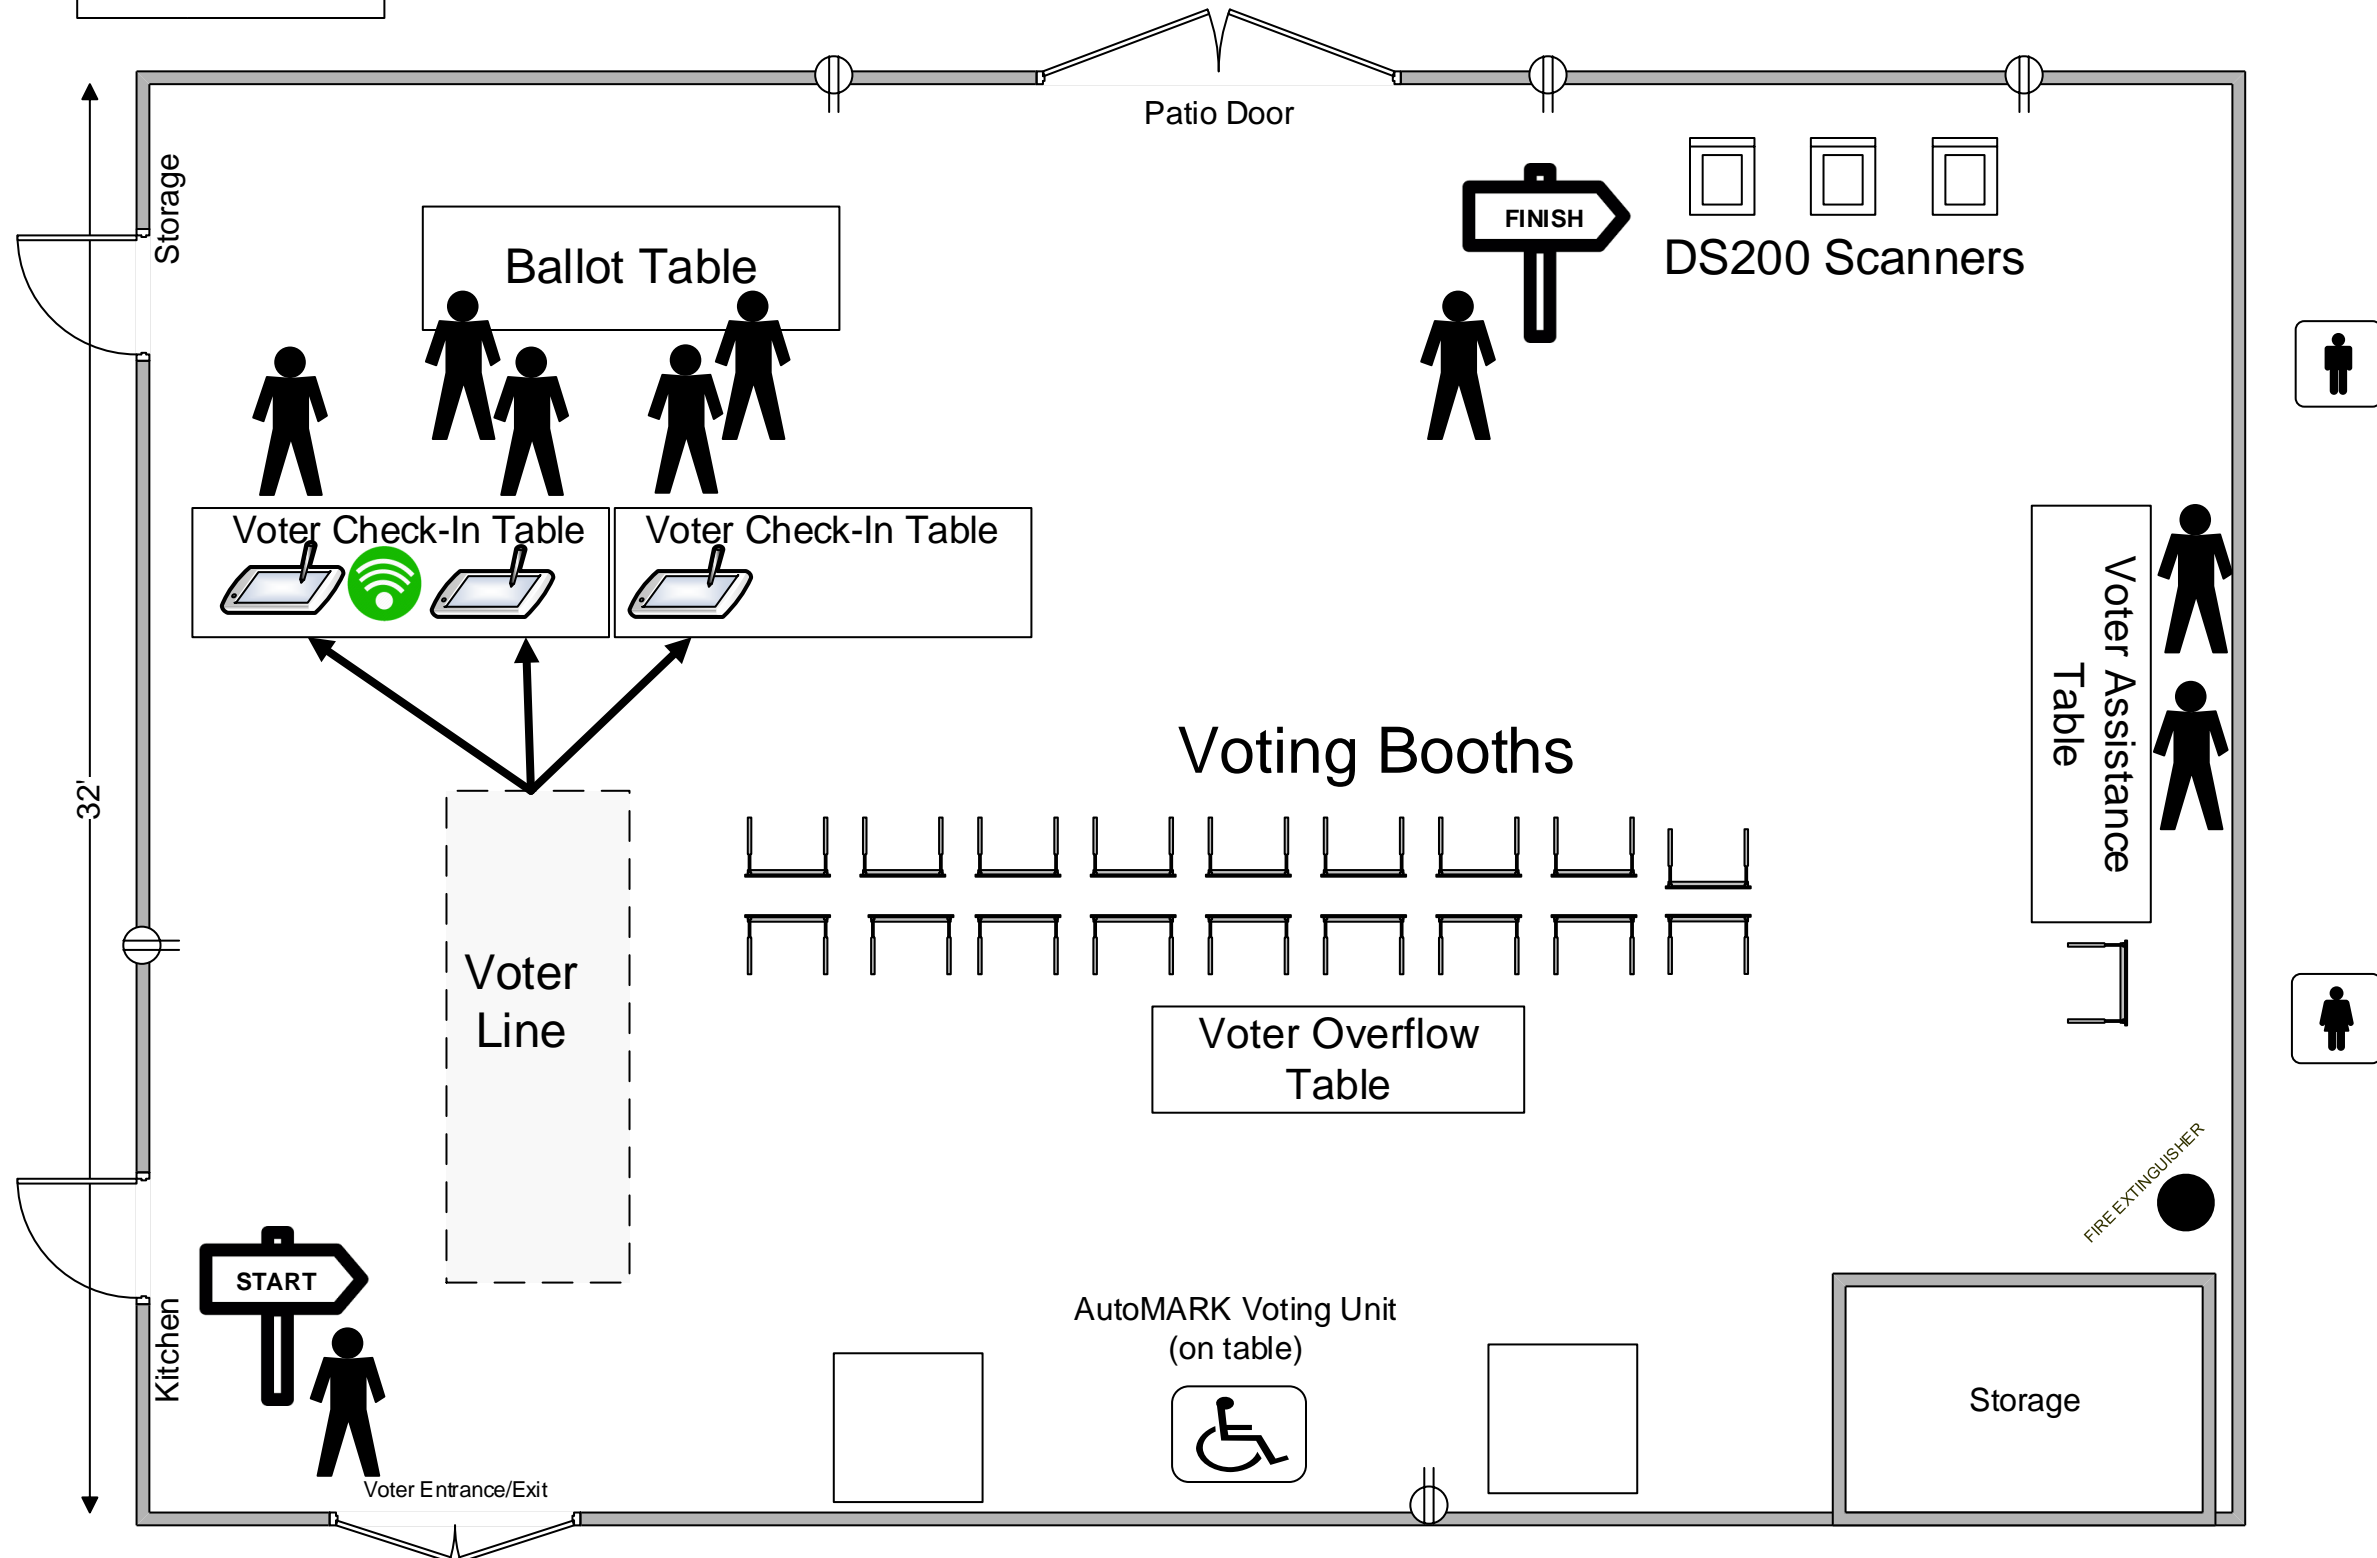 Patio Door
Storage
FINISH
Ballot Table
DS200 Scanners
Voter Check-In Table
Voter Check-In Table
Voter Assistance
Table
Voting Booths
32'
Voter
Line
Voter Overflow
Table
FIRE EXTINGUISHER
START
Kitchen
AutoMARK Voting Unit
(on table)
Storage
Voter Entrance/Exit